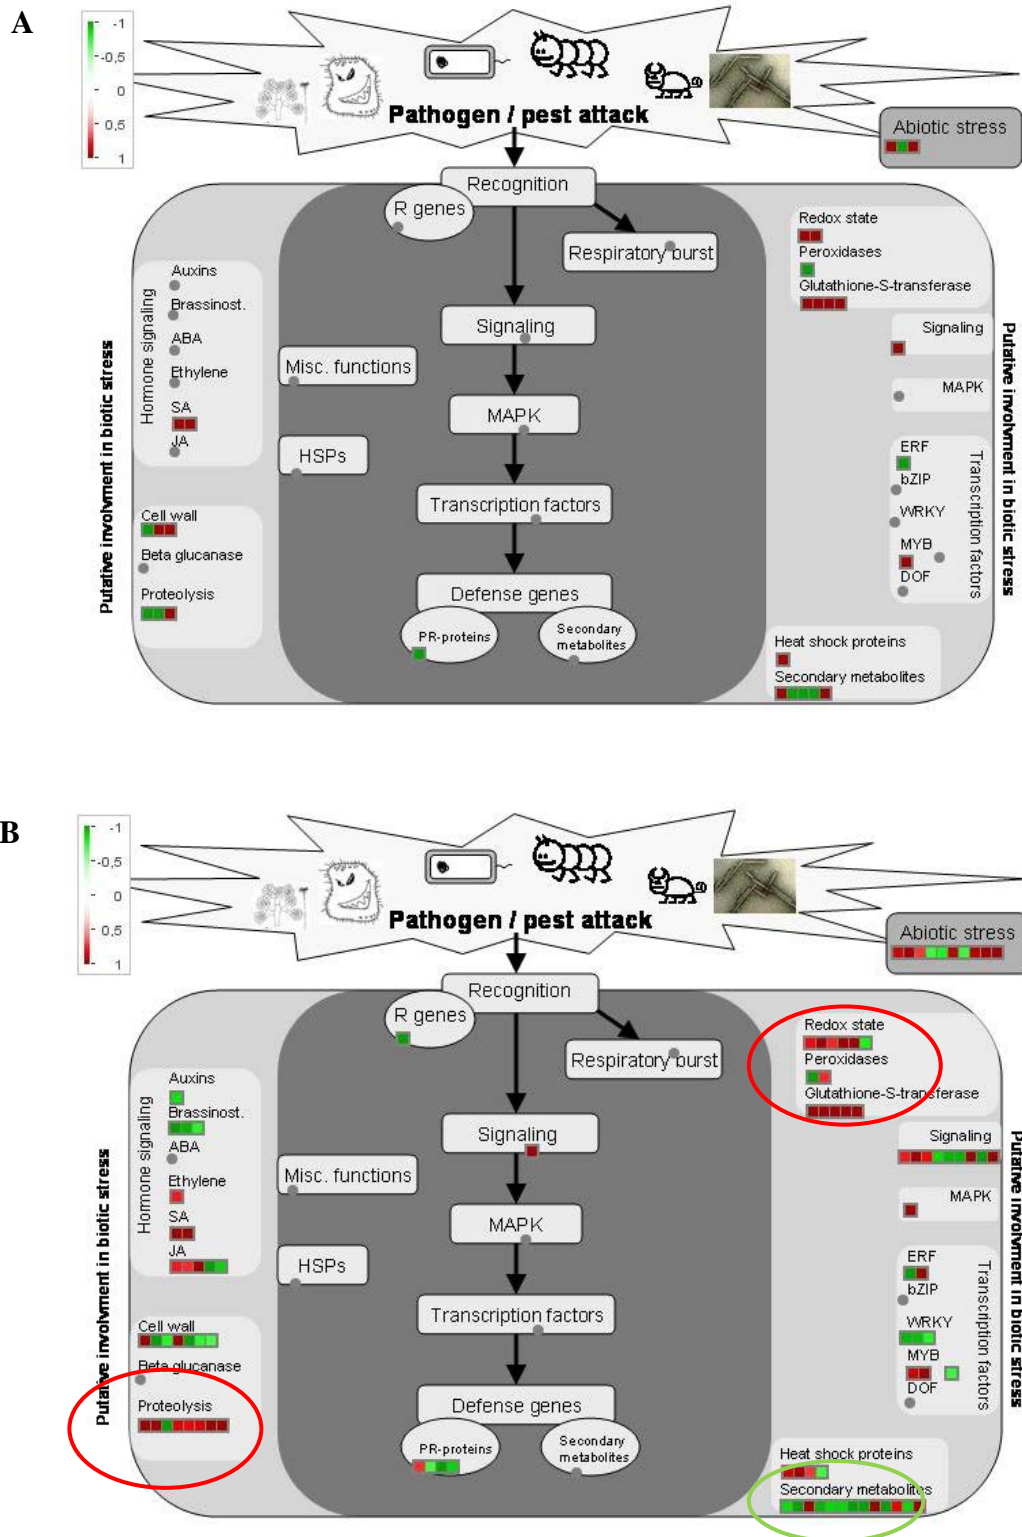 A
-1
-0,5
0
0,5
1
Pathogen / pest attack
Abiotic stress
Recognition
R genes
Respiratory burst
Redox state
Peroxidases
Glutathione-S-transferase
Hormone signaling
Auxins
Brassinost.
ABA
Ethylene
SA
JA
Signaling
Signaling
Misc. functions
MAPK
MAPK
HSPs
Putative involvment in biotic stress
Putative involvment in biotic stress
ERF
bZIP
WRKY
MYB
DOF
Transcription factors
Transcription factors
Cell wall
Beta glucanase
Proteolysis
Defense genes
PR-proteins
Secondary
metabolites
Heat shock proteins
Secondary metabolites
B
-1
-0,5
0
0.5
1
Pathogen / pest attack
Abiotic stress
Recognition
R genes
Respiratory burst
Redox state
Peroxidases
Glutathione-S-transferase
Hormone signaling
Auxins
Brassinost.
ABA
Ethylene
SA
JA
Signaling
Signaling
Misc. functions
MAPK
MAPK
HSPs
Putative involvment in biotic stress
Putative involvment in biotic stress
ERF
bZIP
WRKY
MYB
DOF
Transcription factors
Transcription factors
Cell wall
Beta glucanase
Proteolysis
Defense genes
PR-proteins
Secondary
metabolites
Heat shock proteins
Secondary metabolites